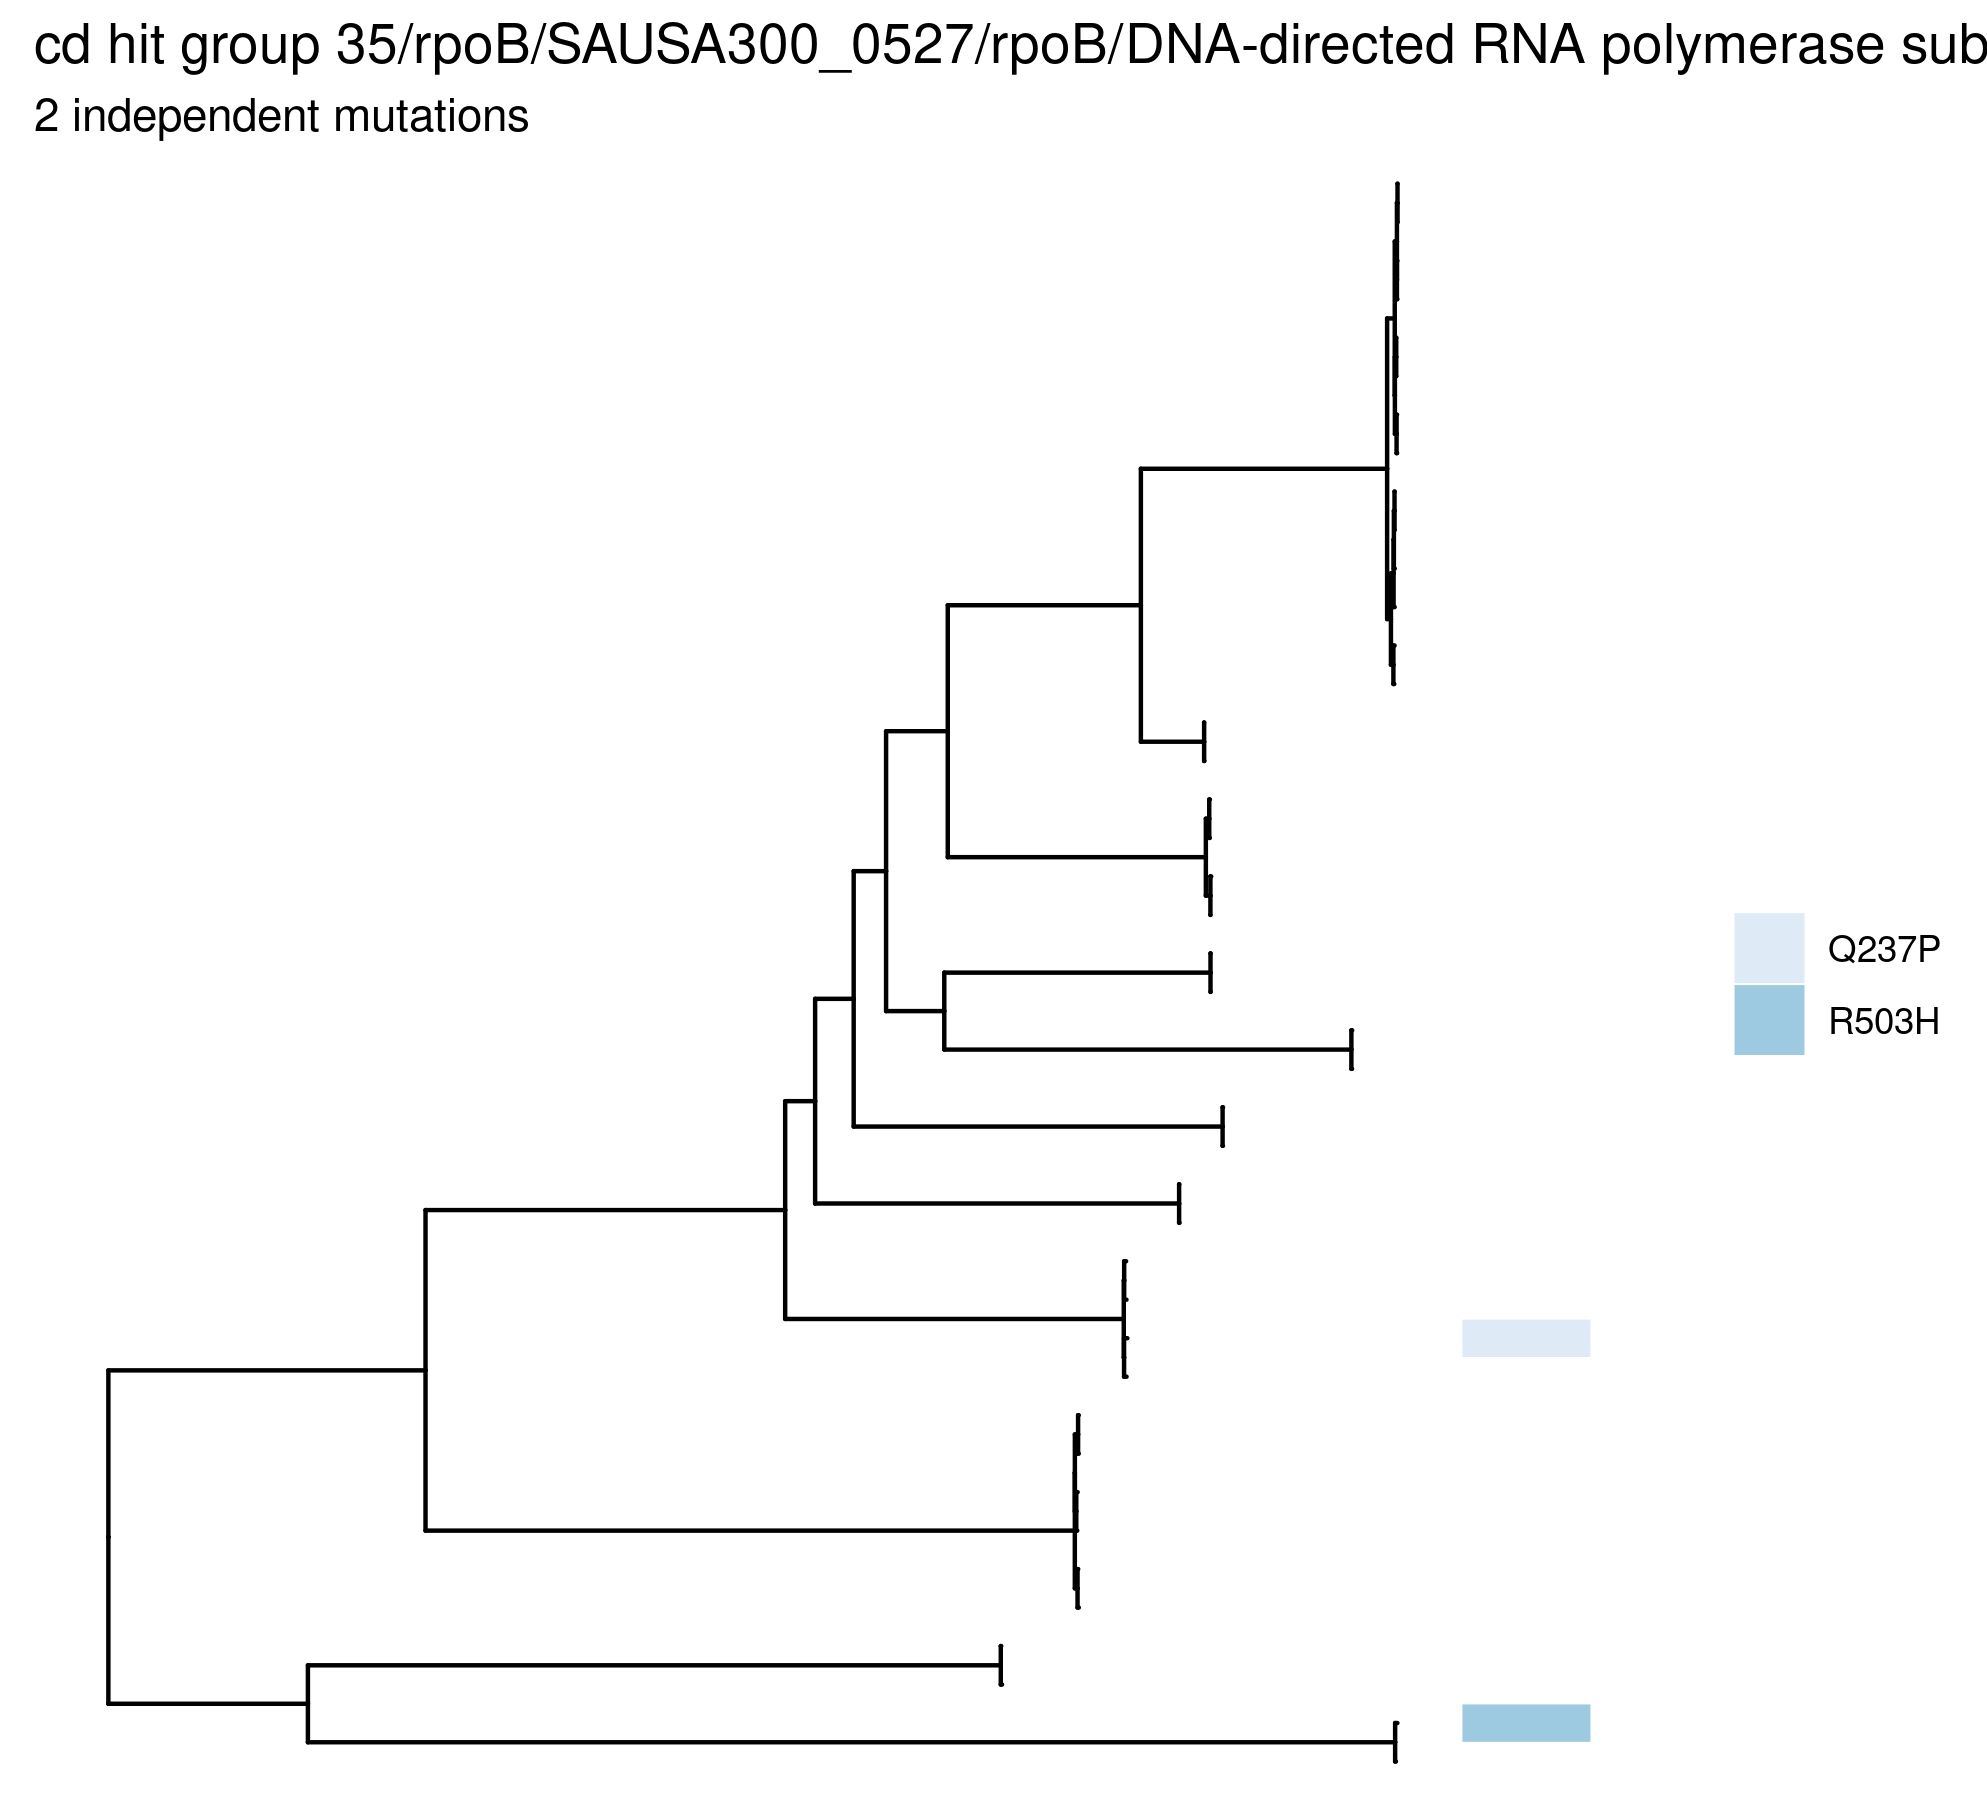 cd hit group 35/rpoB/SAUSA300_0527/rpoB/DNA-directed RNA polymerase sub
2 independent mutations
Q237P
R503H